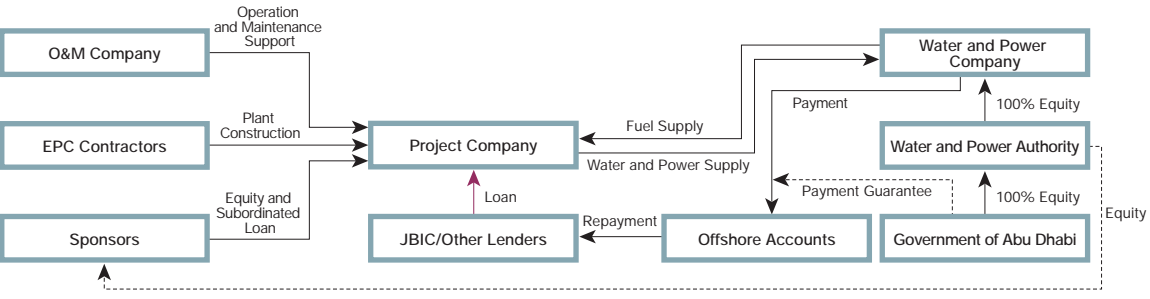 Operation
and Maintenance
Support
O&M Company
Water and Power
Company
Payment
100% Equity
Plant
Construction
EPC Contractors
Project Company
Fuel Supply
Water and Power Supply
Water and Power Authority
Payment Guarantee
100% Equity
Equity
Equity and
Subordinated
Loan
Loan
Repayment
Sponsors
JBIC/Other Lenders
Offshore Accounts
Government of Abu Dhabi